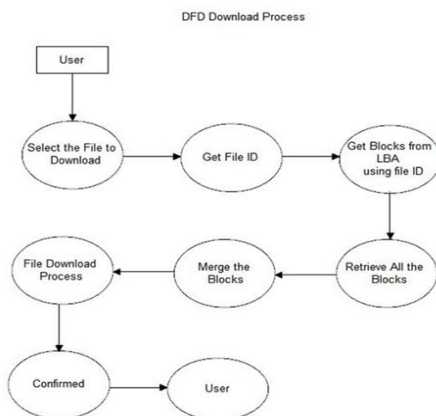 DFD Download Process
User
Select the File to
Download
Get File ID
Get Blocks from
LBA
using file ID
File Download
Process
Merge the
Blocks
Retrieve All the
Blocks
Confirmed
User